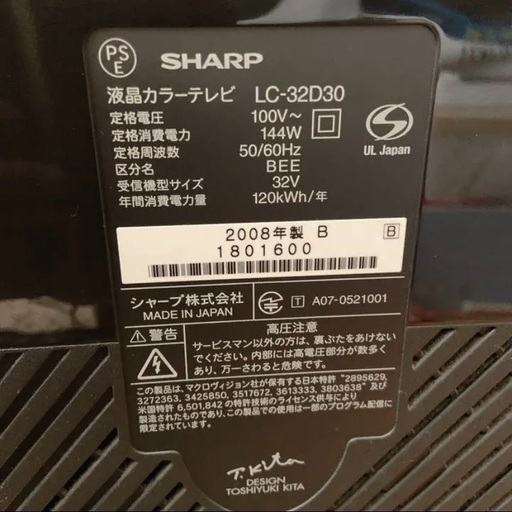 PS
E
SHARP
液晶カラーテレビ LC-32D30
定格電圧 100V～
定格消費電力 144W
定格周波数 50/60Hz
区分名 BEE
受信機型サイズ 32V
年間消費電力量 120kWh/年
UL Japan
2008年製 B
B
1801600
シャープ株式会社
MADE IN JAPAN
T A07-0521001
警告
高圧注意
サービスマン以外の方は、裏ぶたをあけないで
ください。内部には高電圧部分が数多く
あり、万一さわると危険です。
この製品は、マクロヴィジョン社が保有する日本特許 "2895629,
3272363, 3425850, 3517672, 3613333, 3803638" 及び
米国特許 6,501,842 の特許技術のライセンス供与により
製造されております。この製品での使用は一部のプログラム配信に
限定されています。
T. Kita
DESIGN
TOSHIYUKI KITA